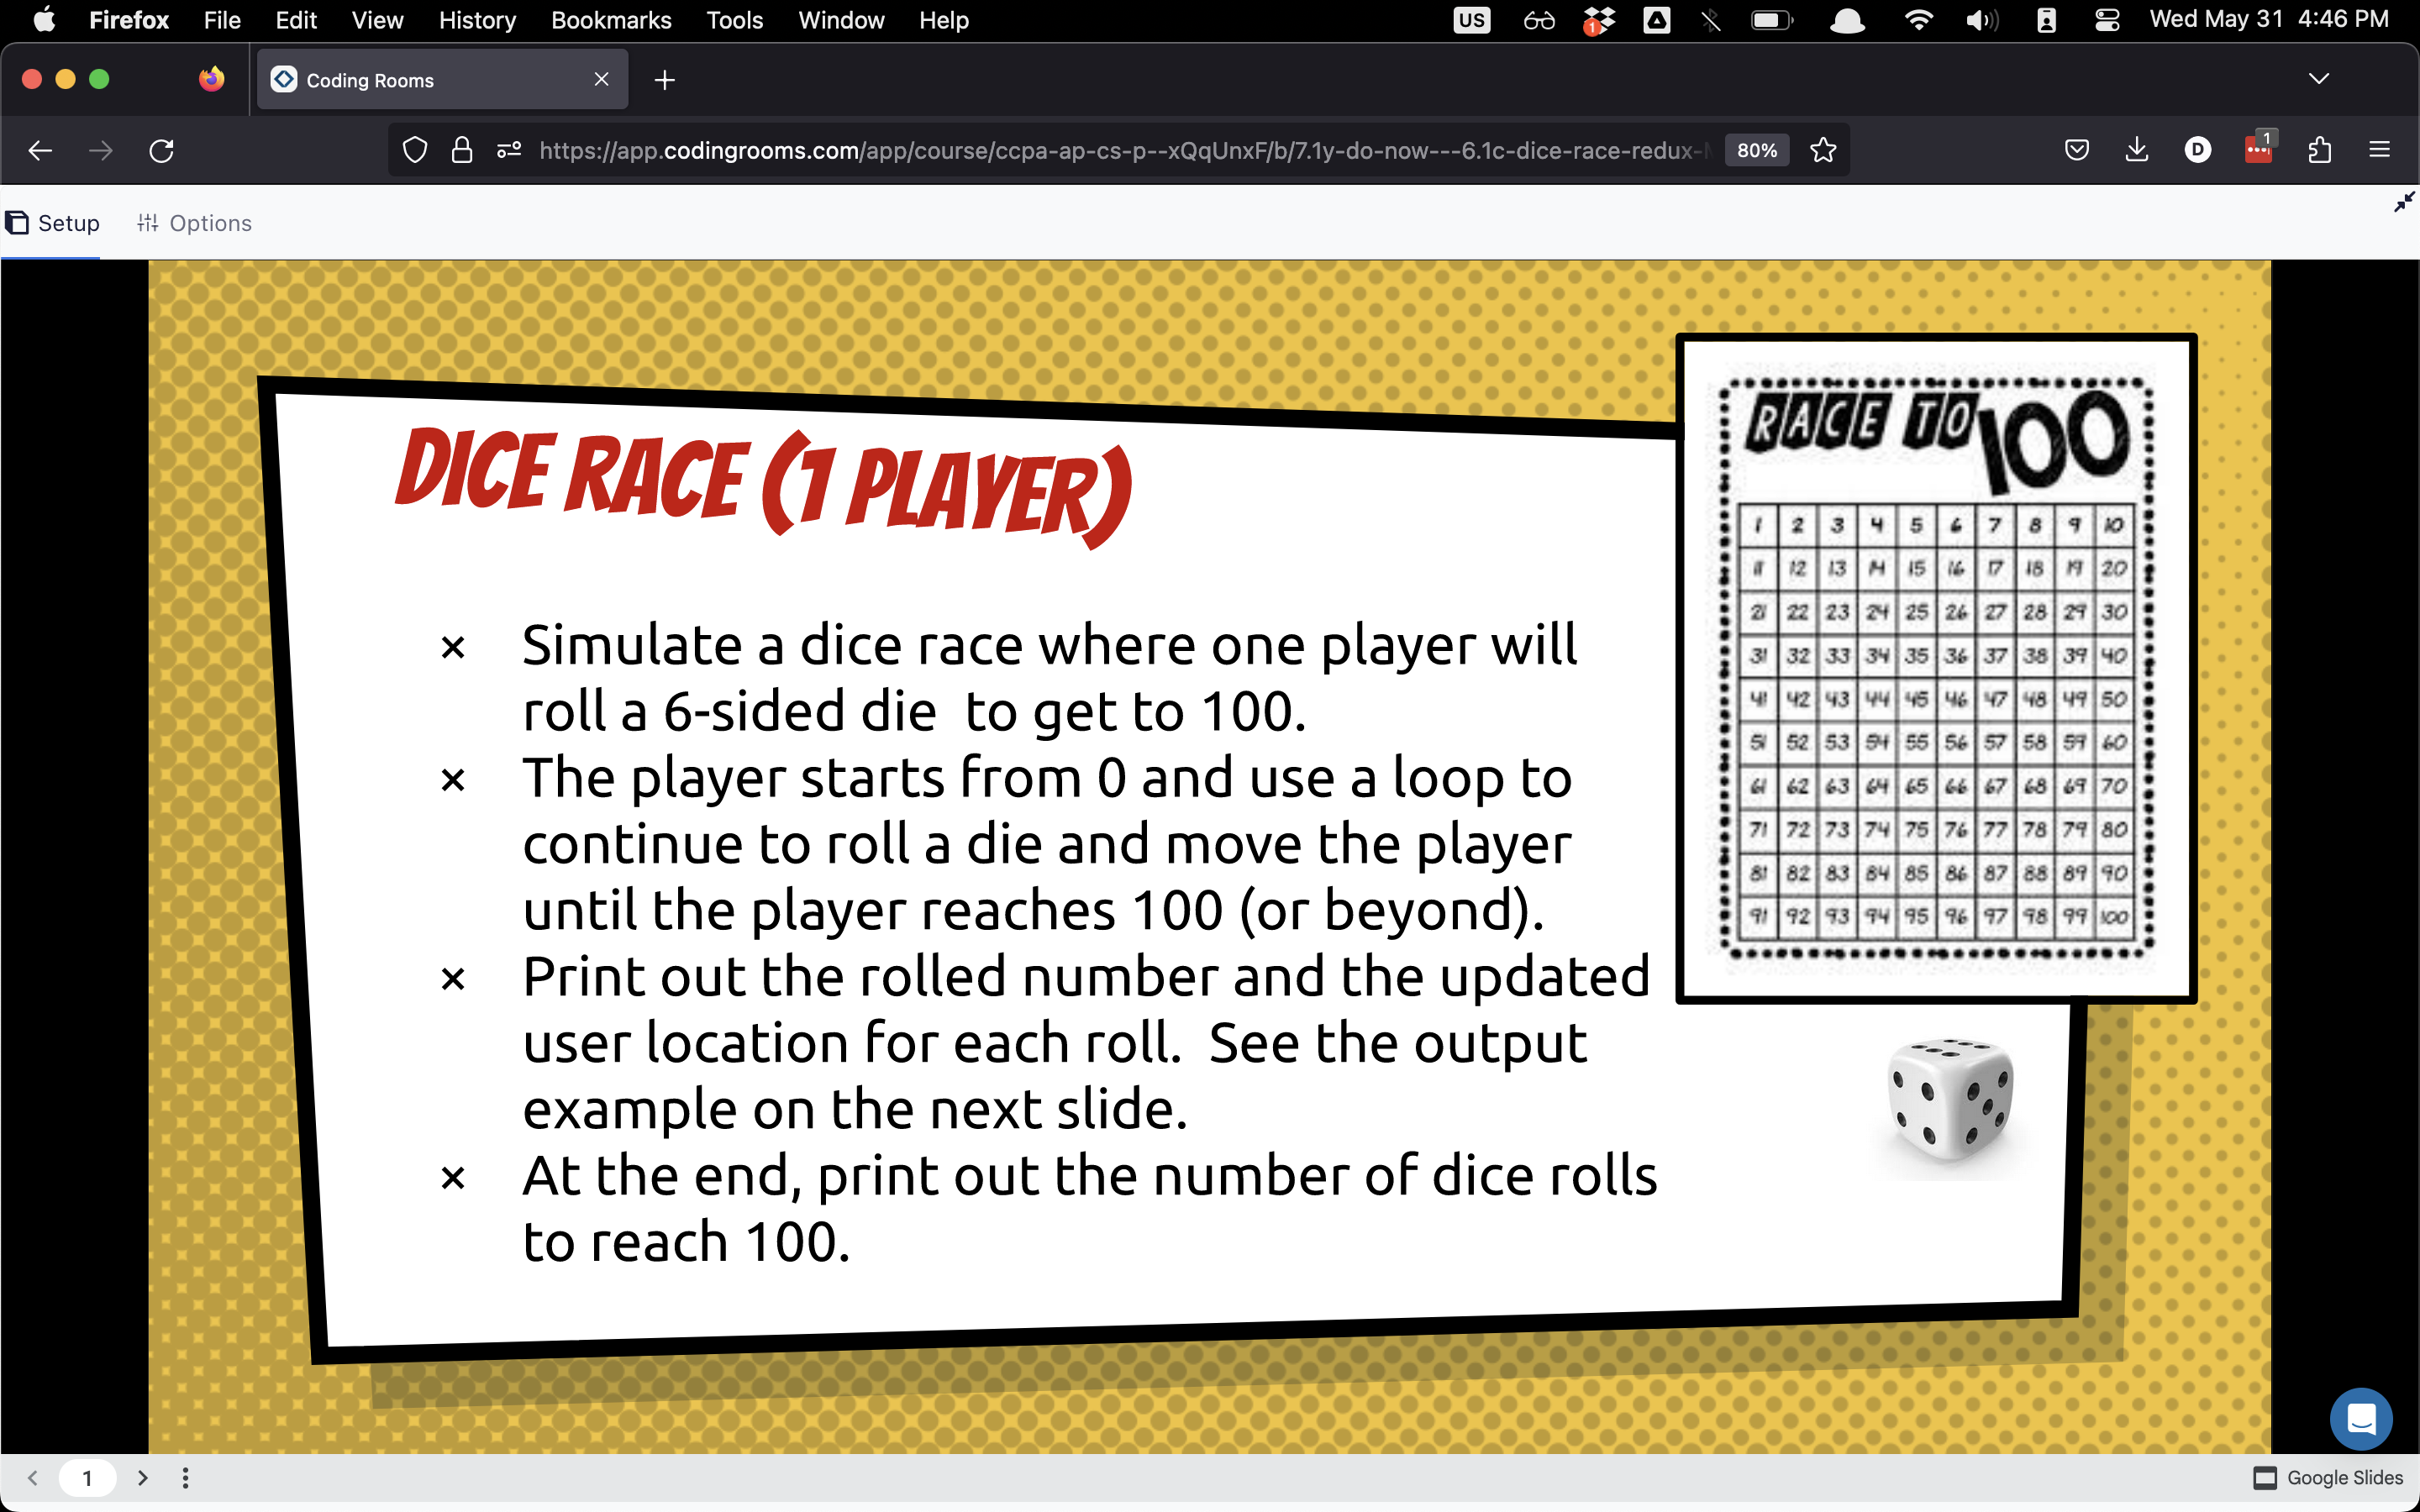 Firefox File Edit View History Bookmarks Tools Window Help US 1 Wed May 31 4:46 PM
Coding Rooms
https://app.codingrooms.com/app/course/ccpa-ap-cs-p--xQqUnxF/b/7.1y-do-now---6.1c-dice-race-redux- 80% D 1
Setup Options
DICE RACE (1 PLAYER)
× Simulate a dice race where one player will
roll a 6-sided die  to get to 100.
× The player starts from 0 and use a loop to
continue to roll a die and move the player
until the player reaches 100 (or beyond).
× Print out the rolled number and the updated
user location for each roll.  See the output
example on the next slide.
× At the end, print out the number of dice rolls
to reach 100.
RACE TO 100
1 2 3 4 5 6 7 8 9 10
11 12 13 14 15 16 17 18 19 20
21 22 23 24 25 26 27 28 29 30
31 32 33 34 35 36 37 38 39 40
41 42 43 44 45 46 47 48 49 50
51 52 53 54 55 56 57 58 59 60
61 62 63 64 65 66 67 68 69 70
71 72 73 74 75 76 77 78 79 80
81 82 83 84 85 86 87 88 89 90
91 92 93 94 95 96 97 98 99 100
1
Google Slides